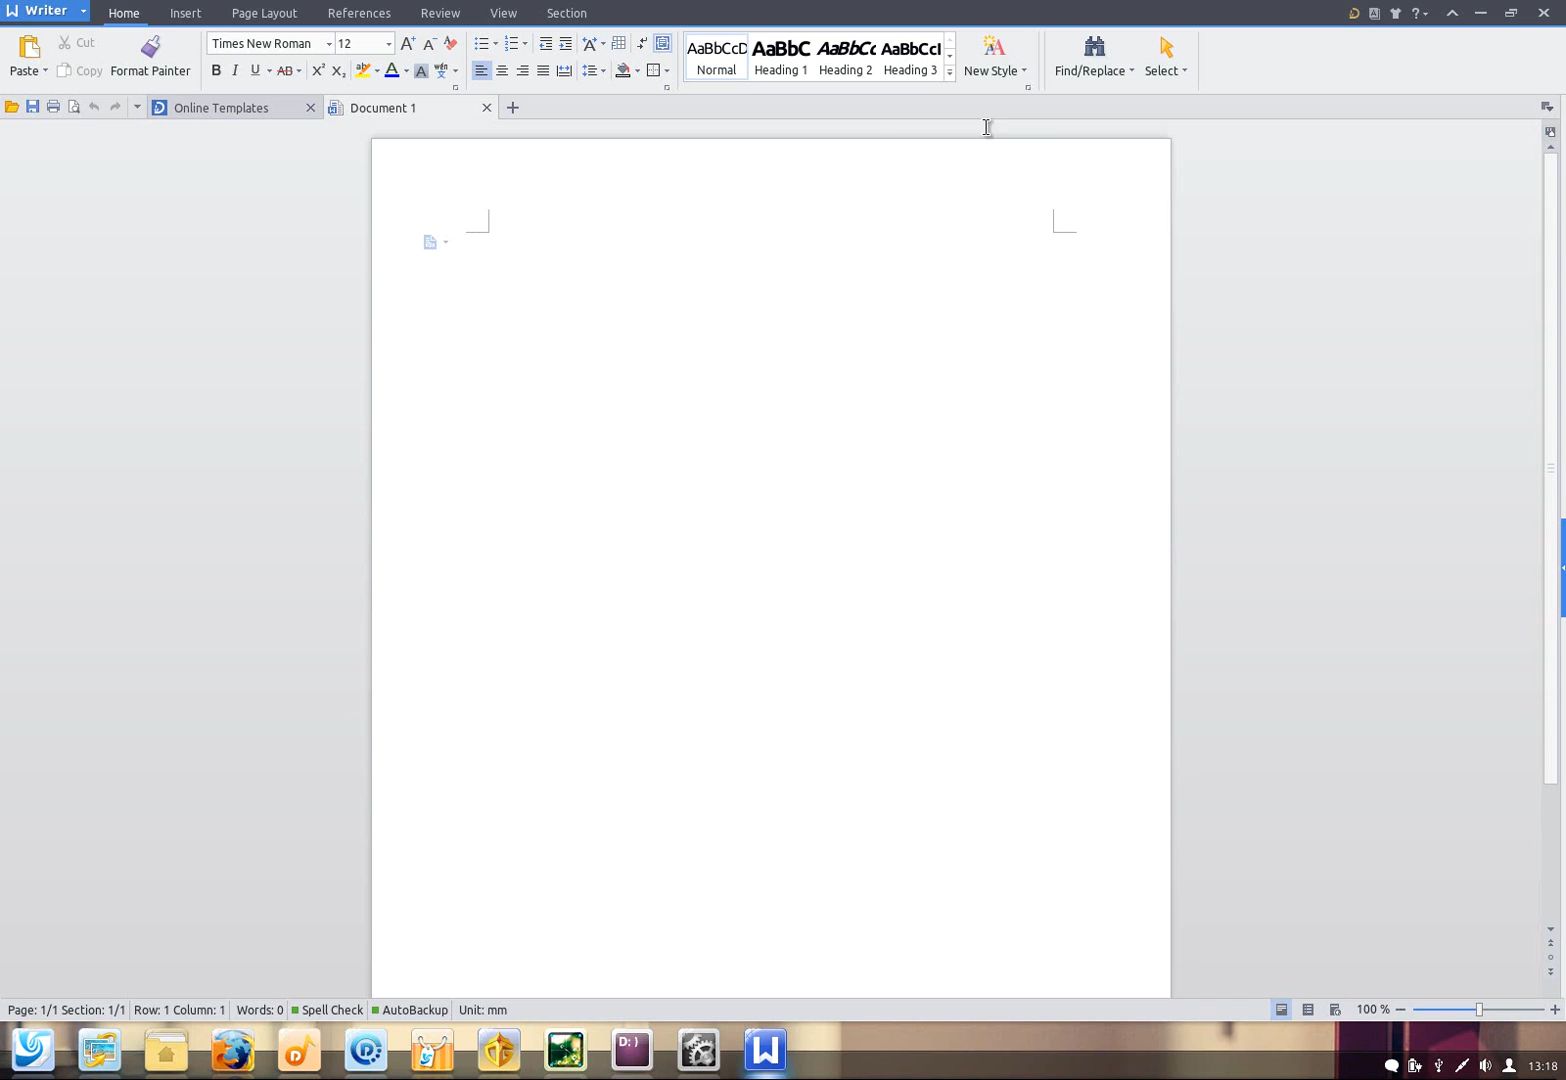 Writer Home Insert Page Layout References Review View Section
Times New Roman 12 AaBbCcD AaBbC AaBbCc AaBbCcI
Cut
Paste Copy Format Painter B I U AB X² X₂ A A Normal Heading 1 Heading 2 Heading 3 New Style Find/Replace Select
Online Templates Document 1
Page: 1/1 Section: 1/1 Row: 1 Column: 1 Words: 0 Spell Check AutoBackup Unit: mm 100 %
D: )
13:18